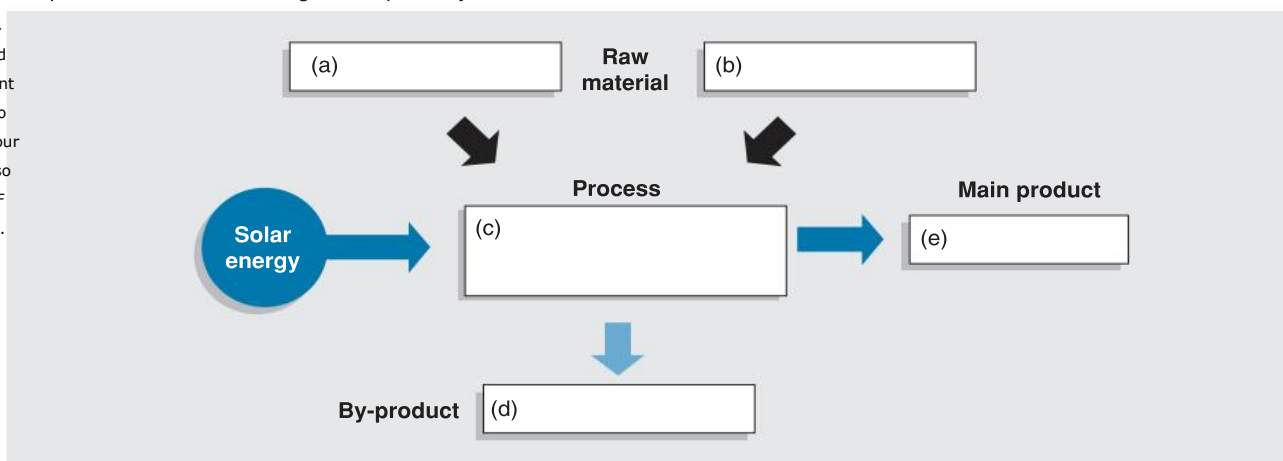 (a)
Raw
material
(b)
Process
Main product
(c)
(e)
Solar
energy
By-product
(d)